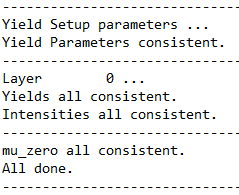 ------------------------------
Yield Setup parameters ...
Yield Parameters consistent.
------------------------------
Layer        0 ...
Yields all consistent.
Intensities all consistent.
------------------------------
mu_zero all consistent.
All done.
------------------------------